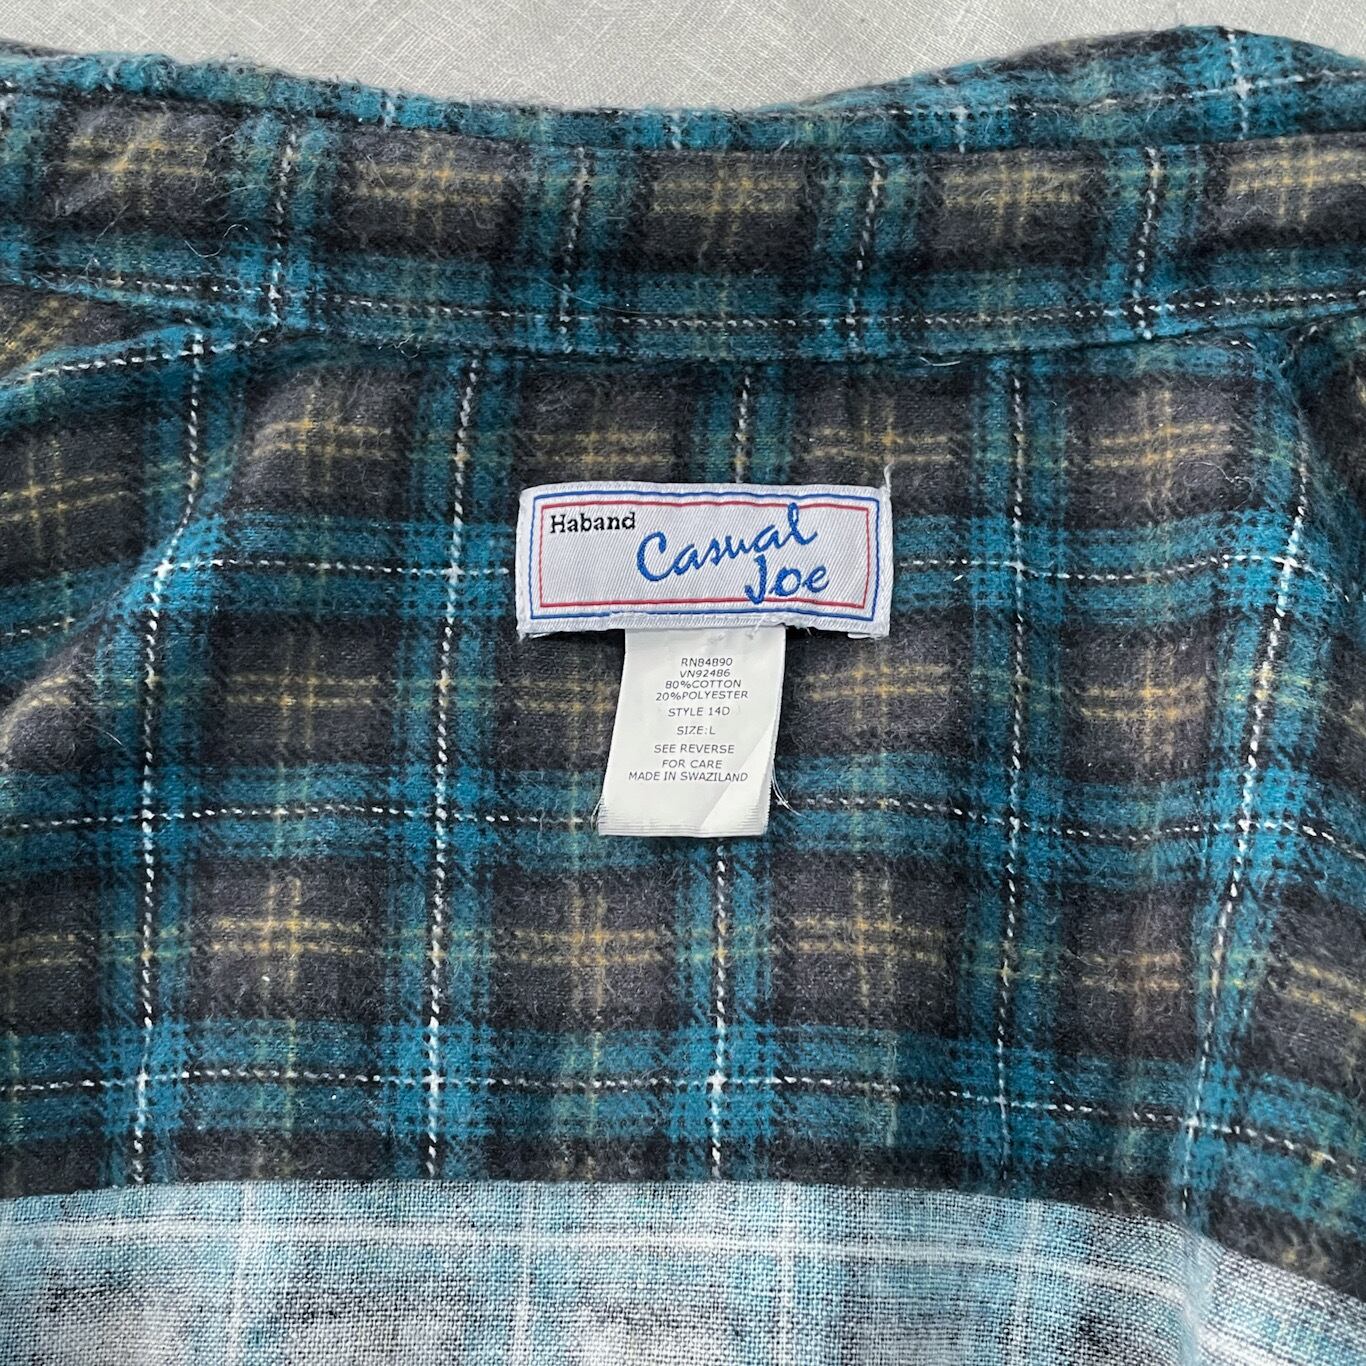 Haband
Casual
Joe
RN84890
VN92486
80%COTTON
20%POLYESTER
STYLE 14D
SIZE:L
SEE REVERSE
FOR CARE
MADE IN SWAZILAND